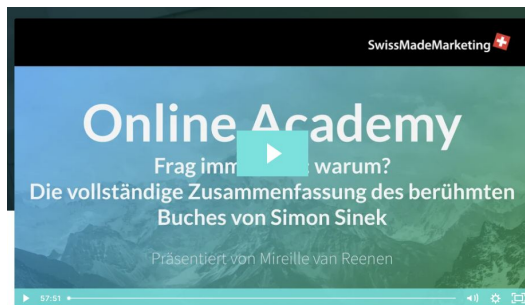 SwissMadeMarketing
Online Academy
Frag imm warum?
Die vollständige Zusammenfassung des berühmten
Buches von Simon Sinek
Präsentiert von Mireille van Reenen
57:51